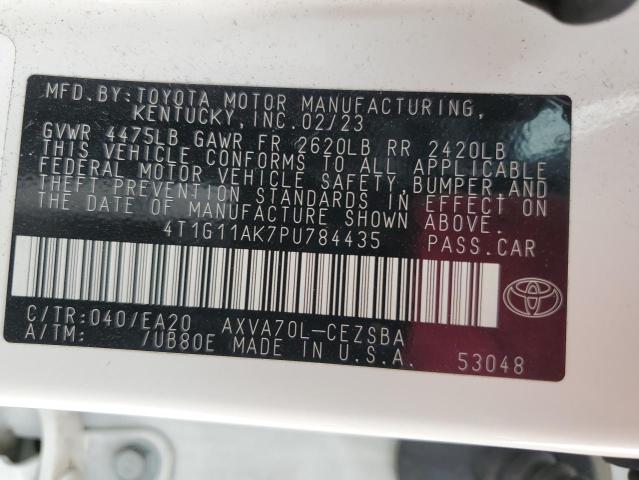 MFD. BY: TOYOTA MOTOR MANUFACTURING,
KENTUCKY, INC. 02/23
GVWR 4475LB GAWR FR 2620LB RR 2420LB
THIS VEHICLE CONFORMS TO ALL APPLICABLE
FEDERAL MOTOR VEHICLE SAFETY, BUMPER AND
THEFT PREVENTION STANDARDS IN EFFECT ON
THE DATE OF MANUFACTURE SHOWN ABOVE.
4T1G11AK7PU784435 PASS.CAR
C/TR: 040/EA20 AXVA70L-CEZSBA
A/TM: /UB80E MADE IN U.S.A. 53048